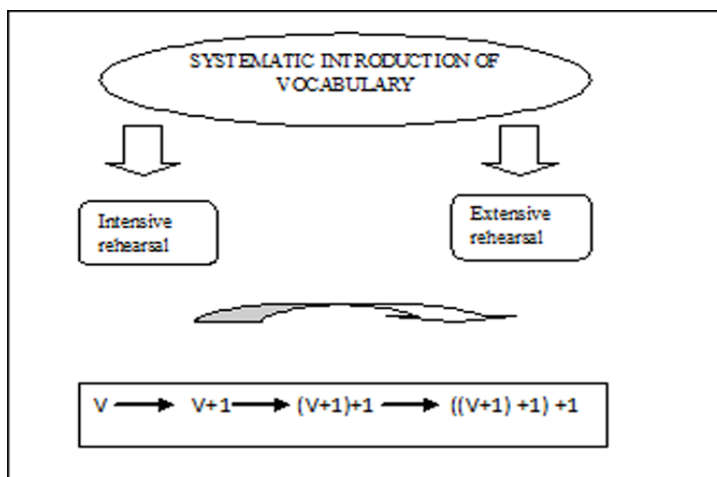 SYSTEMATIC INTRODUCTION OF
VOCABULARY
Intensive
rehearsal
Extensive
rehearsal
V → V+1 → (V+1)+1 → ((V+1) +1) +1